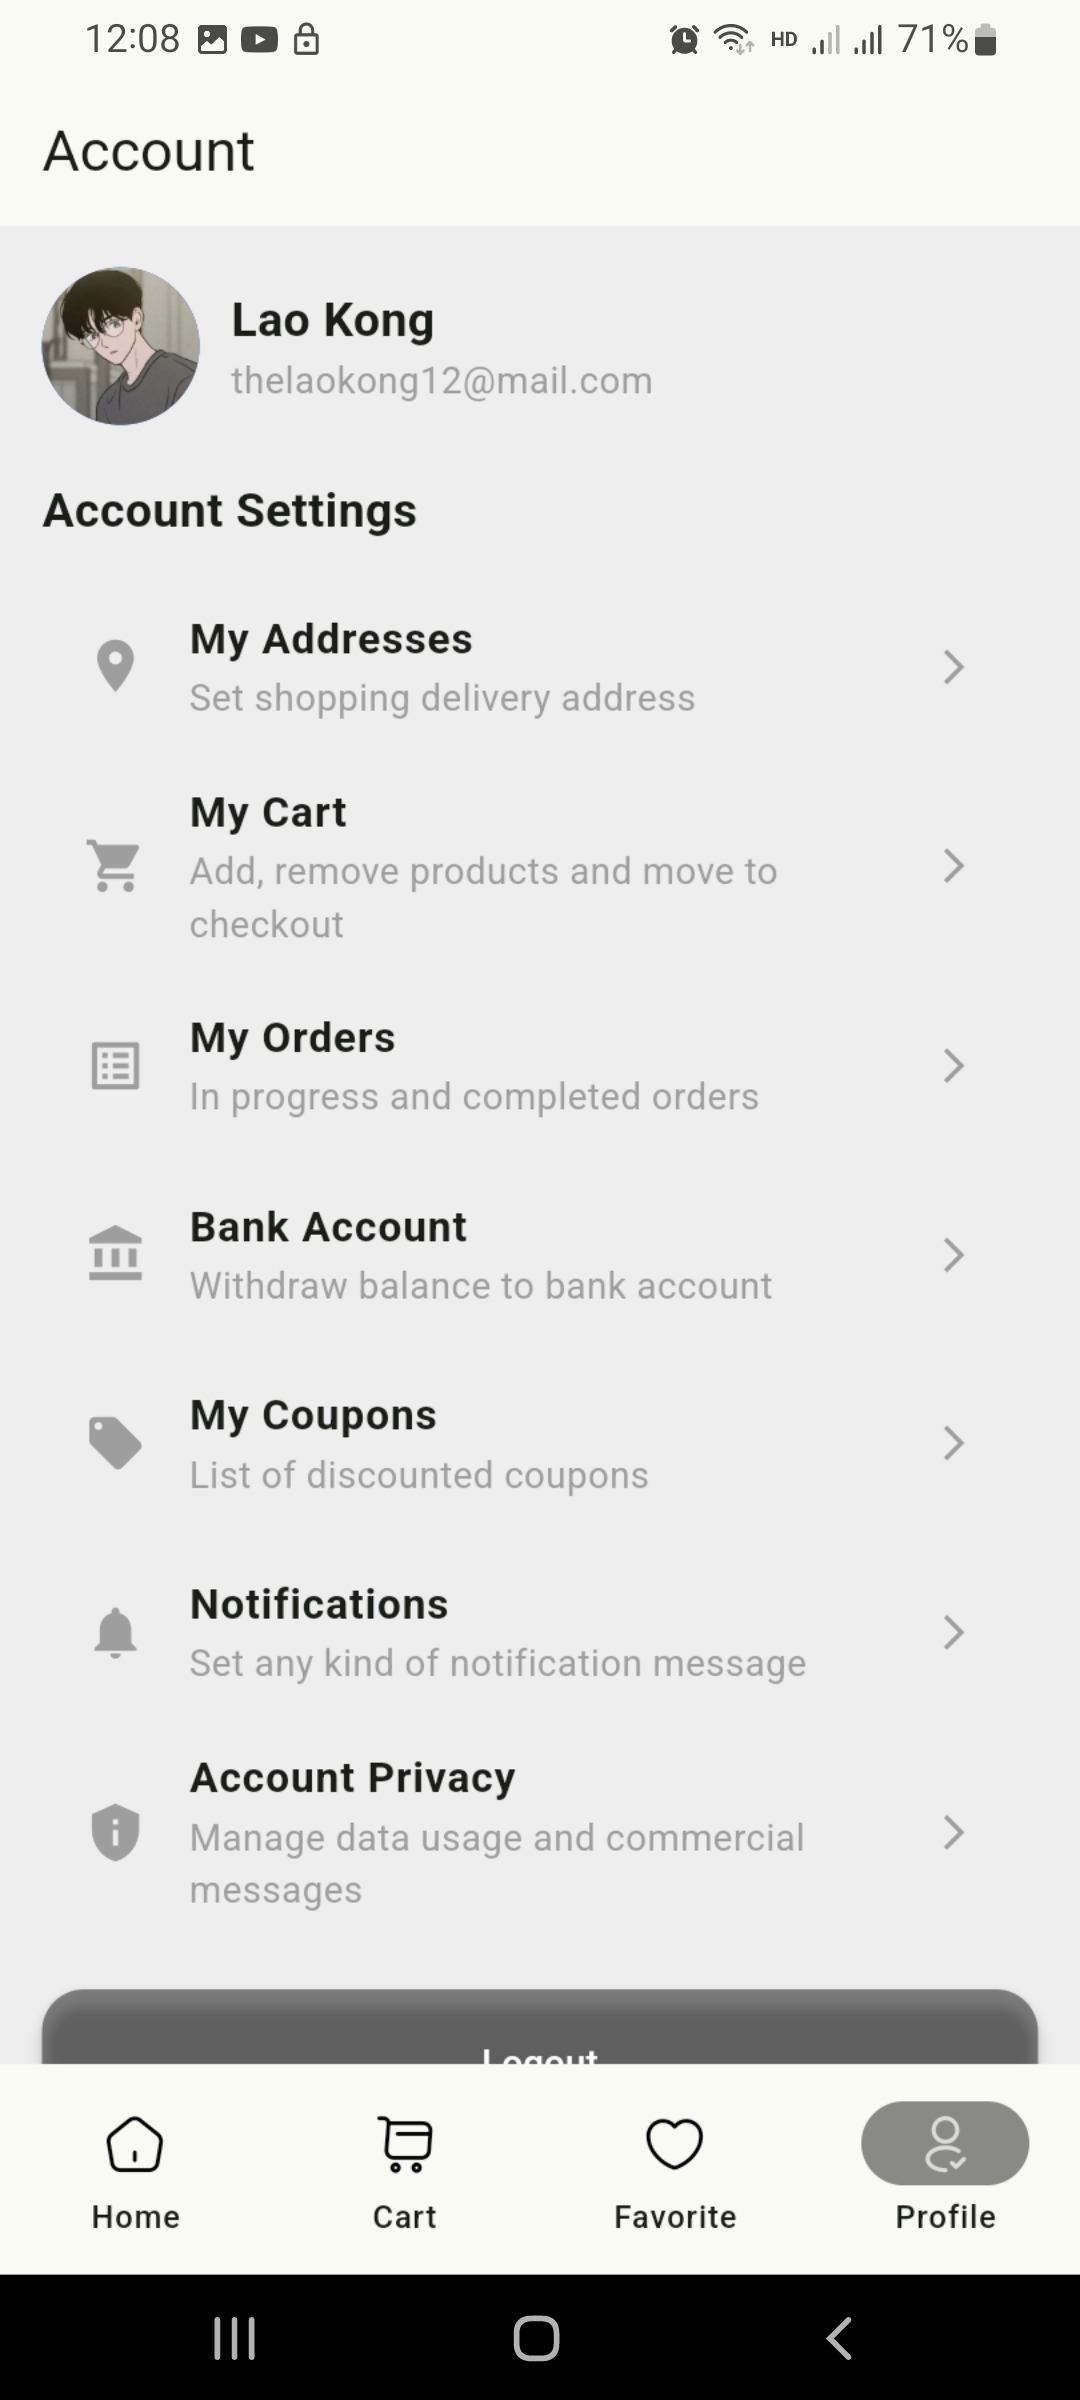 12:08
HD
71%
Account
Lao Kong
thelaokong12@mail.com
Account Settings
My Addresses
Set shopping delivery address
My Cart
Add, remove products and move to
checkout
My Orders
In progress and completed orders
Bank Account
Withdraw balance to bank account
My Coupons
List of discounted coupons
Notifications
Set any kind of notification message
Account Privacy
Manage data usage and commercial
messages
Logout
Home
Cart
Favorite
Profile